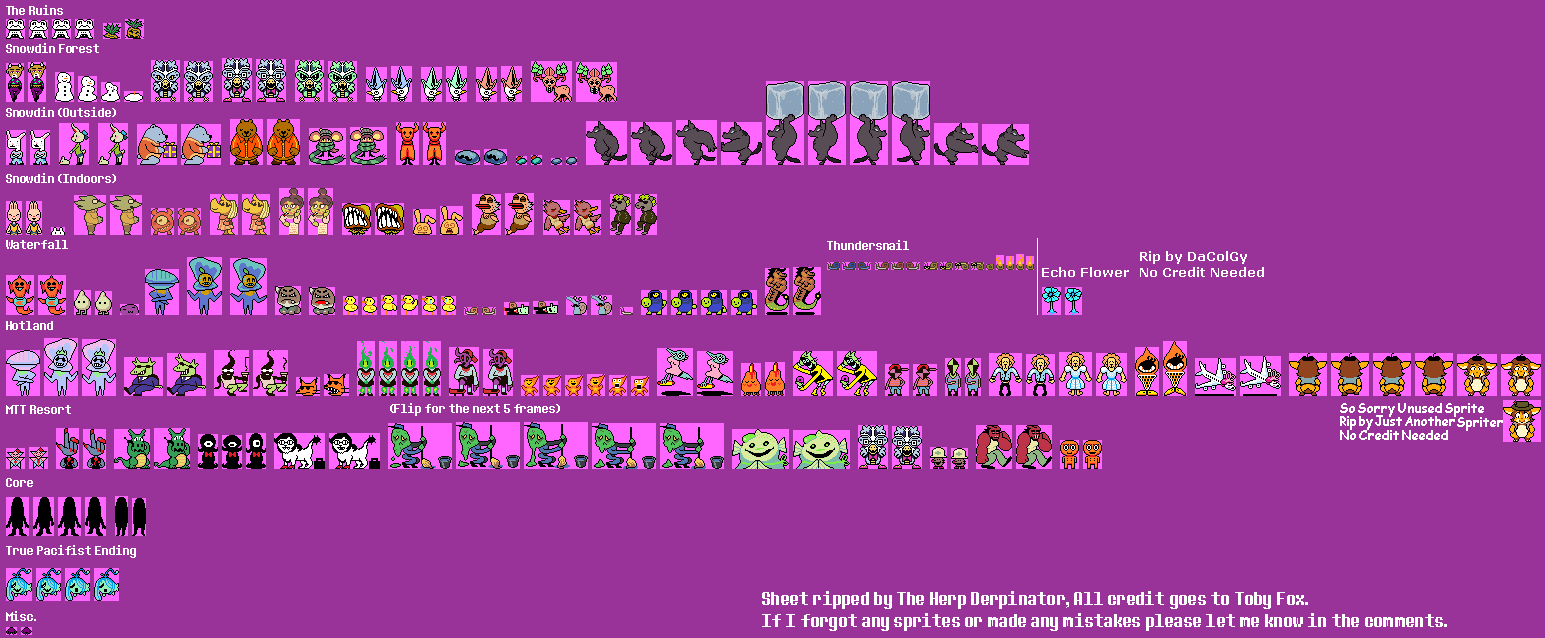 The Ruins
Snowdin Forest
Snowdin (Outside)
Snowdin (Indoors)
Waterfall
Thundersnail
Echo Flower
Rip by DaColGy
No Credit Needed
Hotland
MTT Resort
(Flip for the next 5 frames)
So Sorry Unused Sprite
Rip by Just Another Spriter
No Credit Needed
Core
True Pacifist Ending
Misc.
Sheet ripped by The Herp Derpinator, All credit goes to Toby Fox.
If I forgot any sprites or made any mistakes please let me know in the comments.